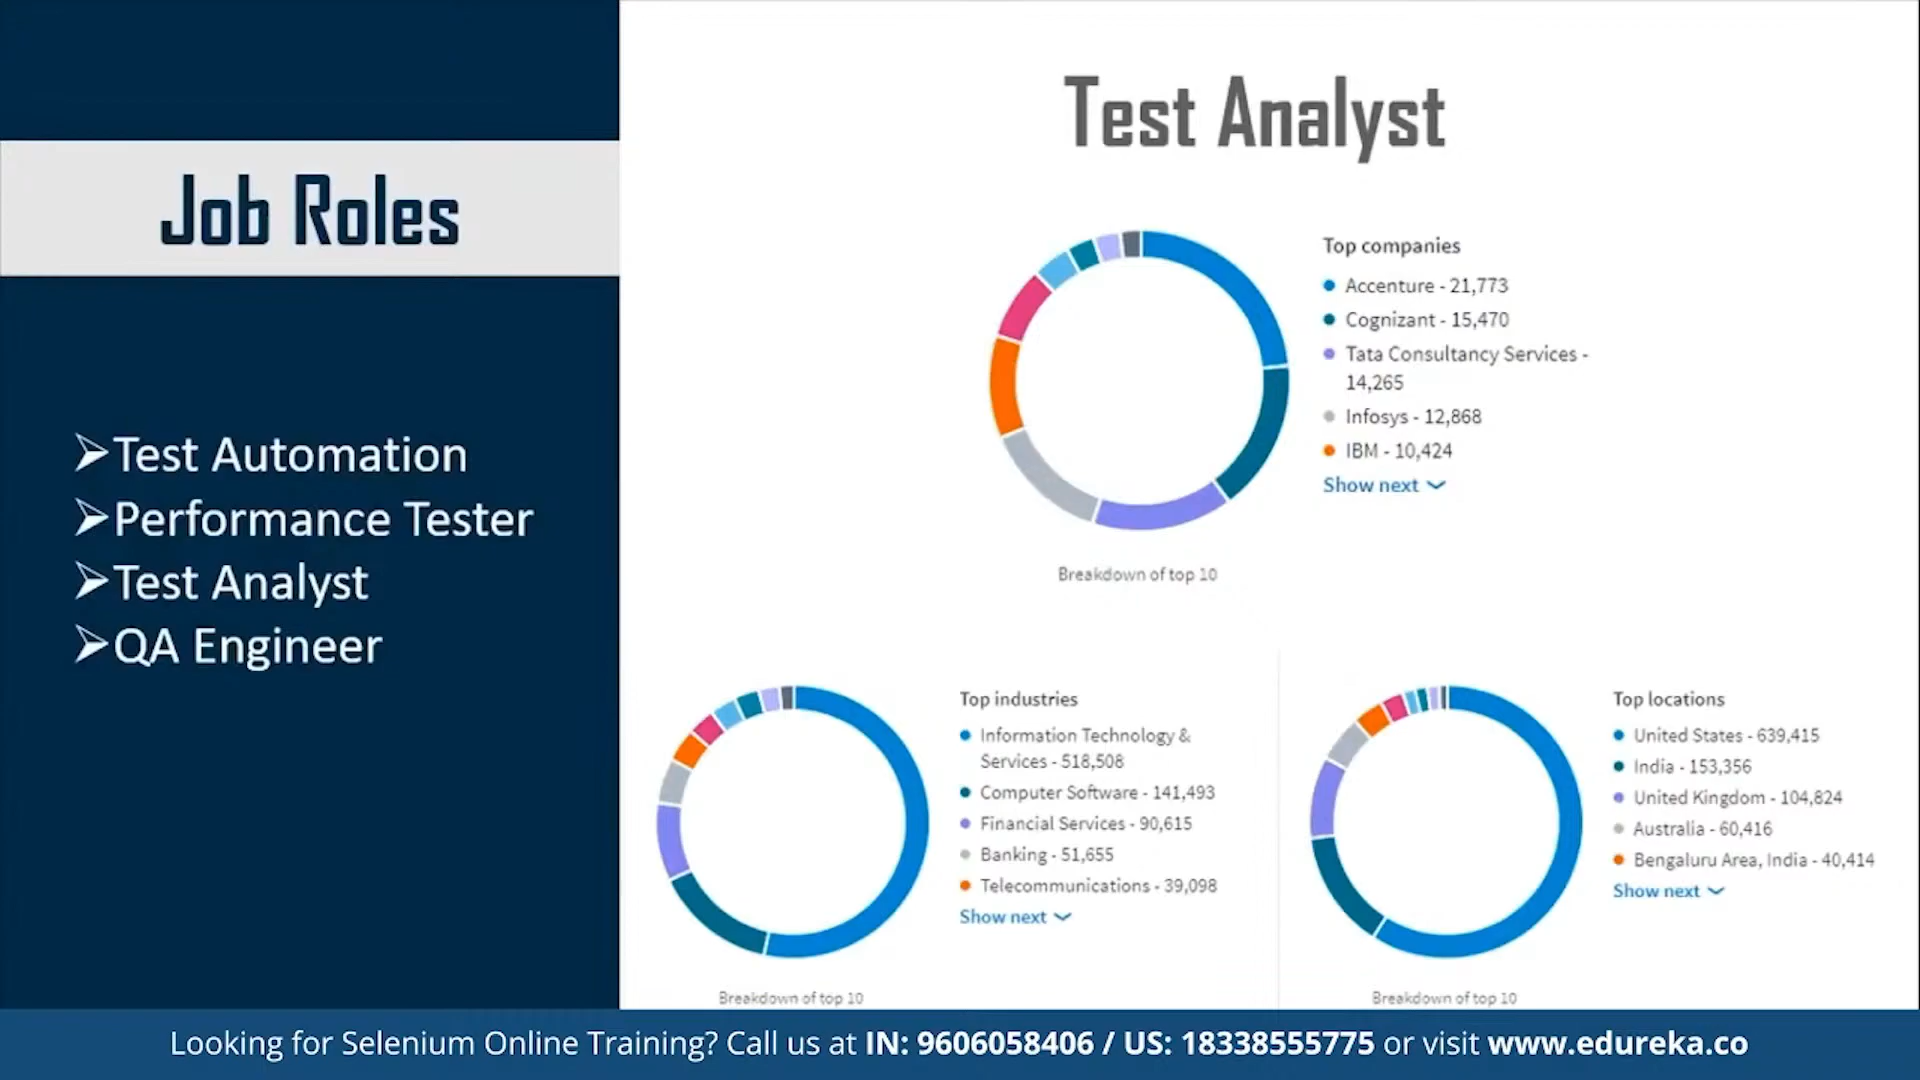 Job Roles
➢Test Automation
➢Performance Tester
➢Test Analyst
➢QA Engineer
Test Analyst
Top companies
Accenture - 21,773
Cognizant - 15,470
Tata Consultancy Services -
14,265
Infosys - 12,868
IBM - 10,424
Show next
Breakdown of top 10
Top industries
Information Technology &
Services - 518,508
Computer Software - 141,493
Financial Services - 90,615
Banking - 51,655
Telecommunications - 39,098
Show next
Breakdown of top 10
Top locations
United States - 639,415
India - 153,356
United Kingdom - 104,824
Australia - 60,416
Bengaluru Area, India - 40,414
Show next
Breakdown of top 10
Looking for Selenium Online Training? Call us at IN: 9606058406 / US: 18338555775 or visit www.edureka.co